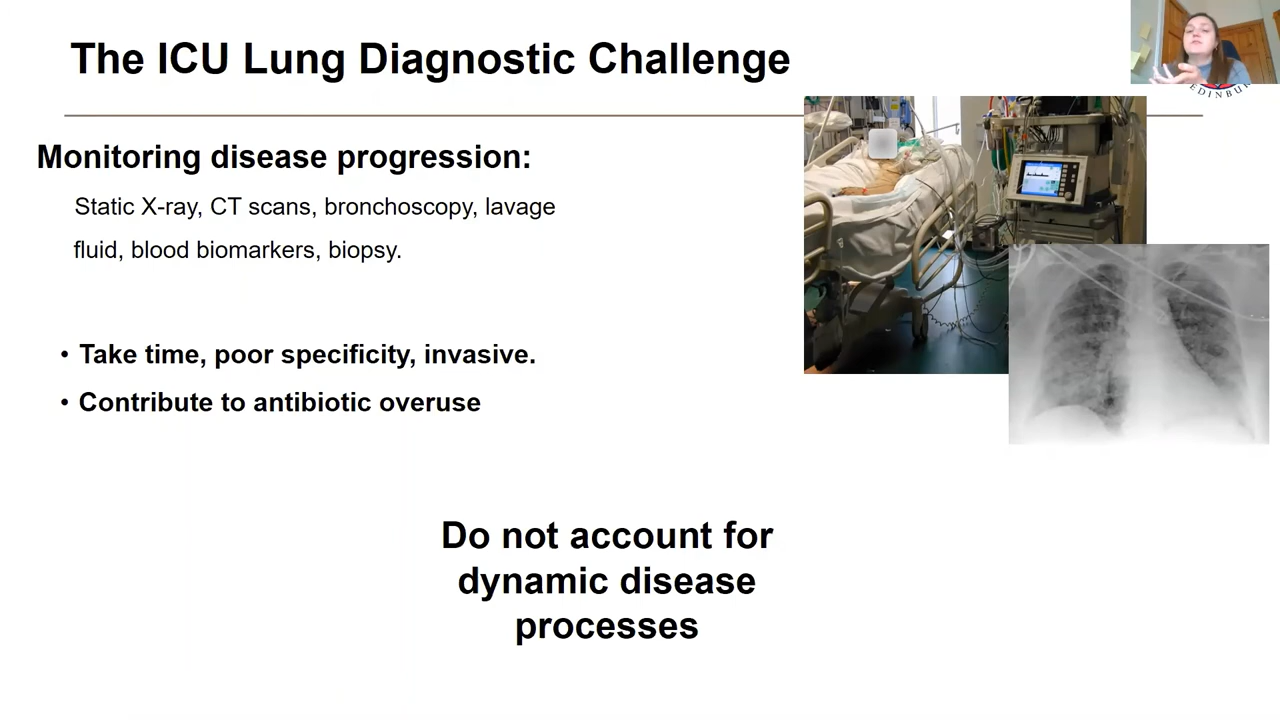 The ICU Lung Diagnostic Challenge
Monitoring disease progression:
Static X-ray, CT scans, bronchoscopy, lavage
fluid, blood biomarkers, biopsy.
• Take time, poor specificity, invasive.
• Contribute to antibiotic overuse
Do not account for
dynamic disease
processes